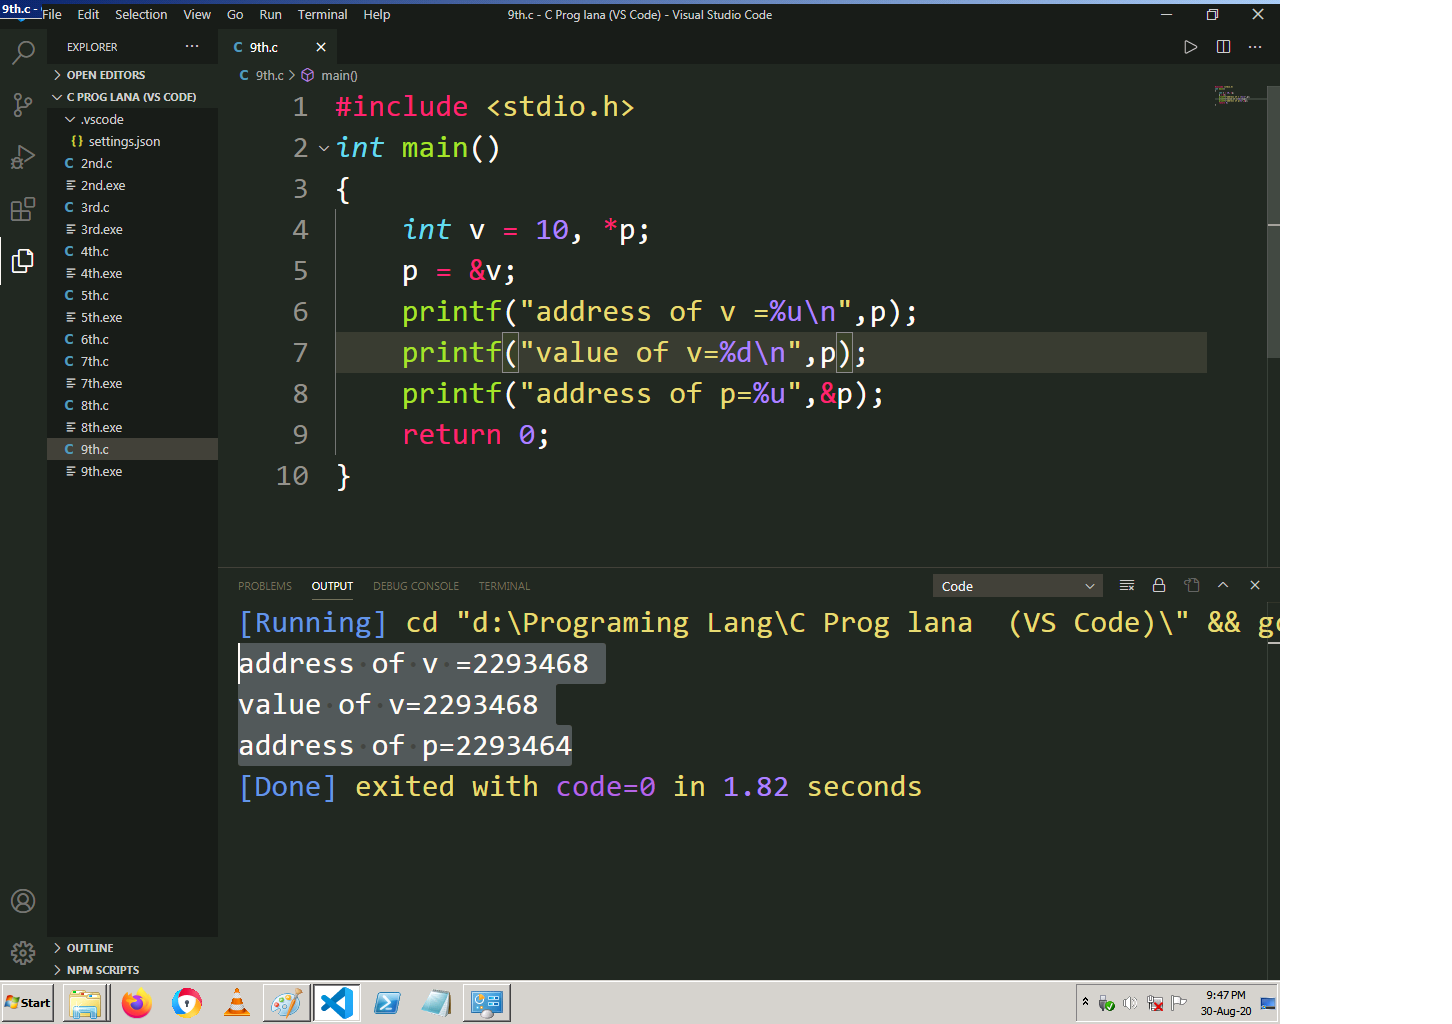 9th.c -
File Edit Selection View Go Run Terminal Help
9th.c - C Prog lana (VS Code) - Visual Studio Code
EXPLORER
OPEN EDITORS
C PROG LANA (VS CODE)
.vscode
{} settings.json
C 2nd.c
2nd.exe
C 3rd.c
3rd.exe
C 4th.c
4th.exe
C 5th.c
5th.exe
C 6th.c
C 7th.c
7th.exe
C 8th.c
8th.exe
C 9th.c
9th.exe
OUTLINE
NPM SCRIPTS
C 9th.c
C 9th.c > main()
1 #include <stdio.h>
2 int main()
3 {
4 int v = 10, *p;
5 p = &v;
6 printf("address of v =%u\n",p);
7 printf("value of v=%d\n",p);
8 printf("address of p=%u",&p);
9 return 0;
10 }
PROBLEMS OUTPUT DEBUG CONSOLE TERMINAL
Code
[Running] cd "d:\Programing Lang\C Prog lana  (VS Code)\" && gc
address of v =2293468
value of v=2293468
address of p=2293464
[Done] exited with code=0 in 1.82 seconds
Start
9:47 PM
30-Aug-20